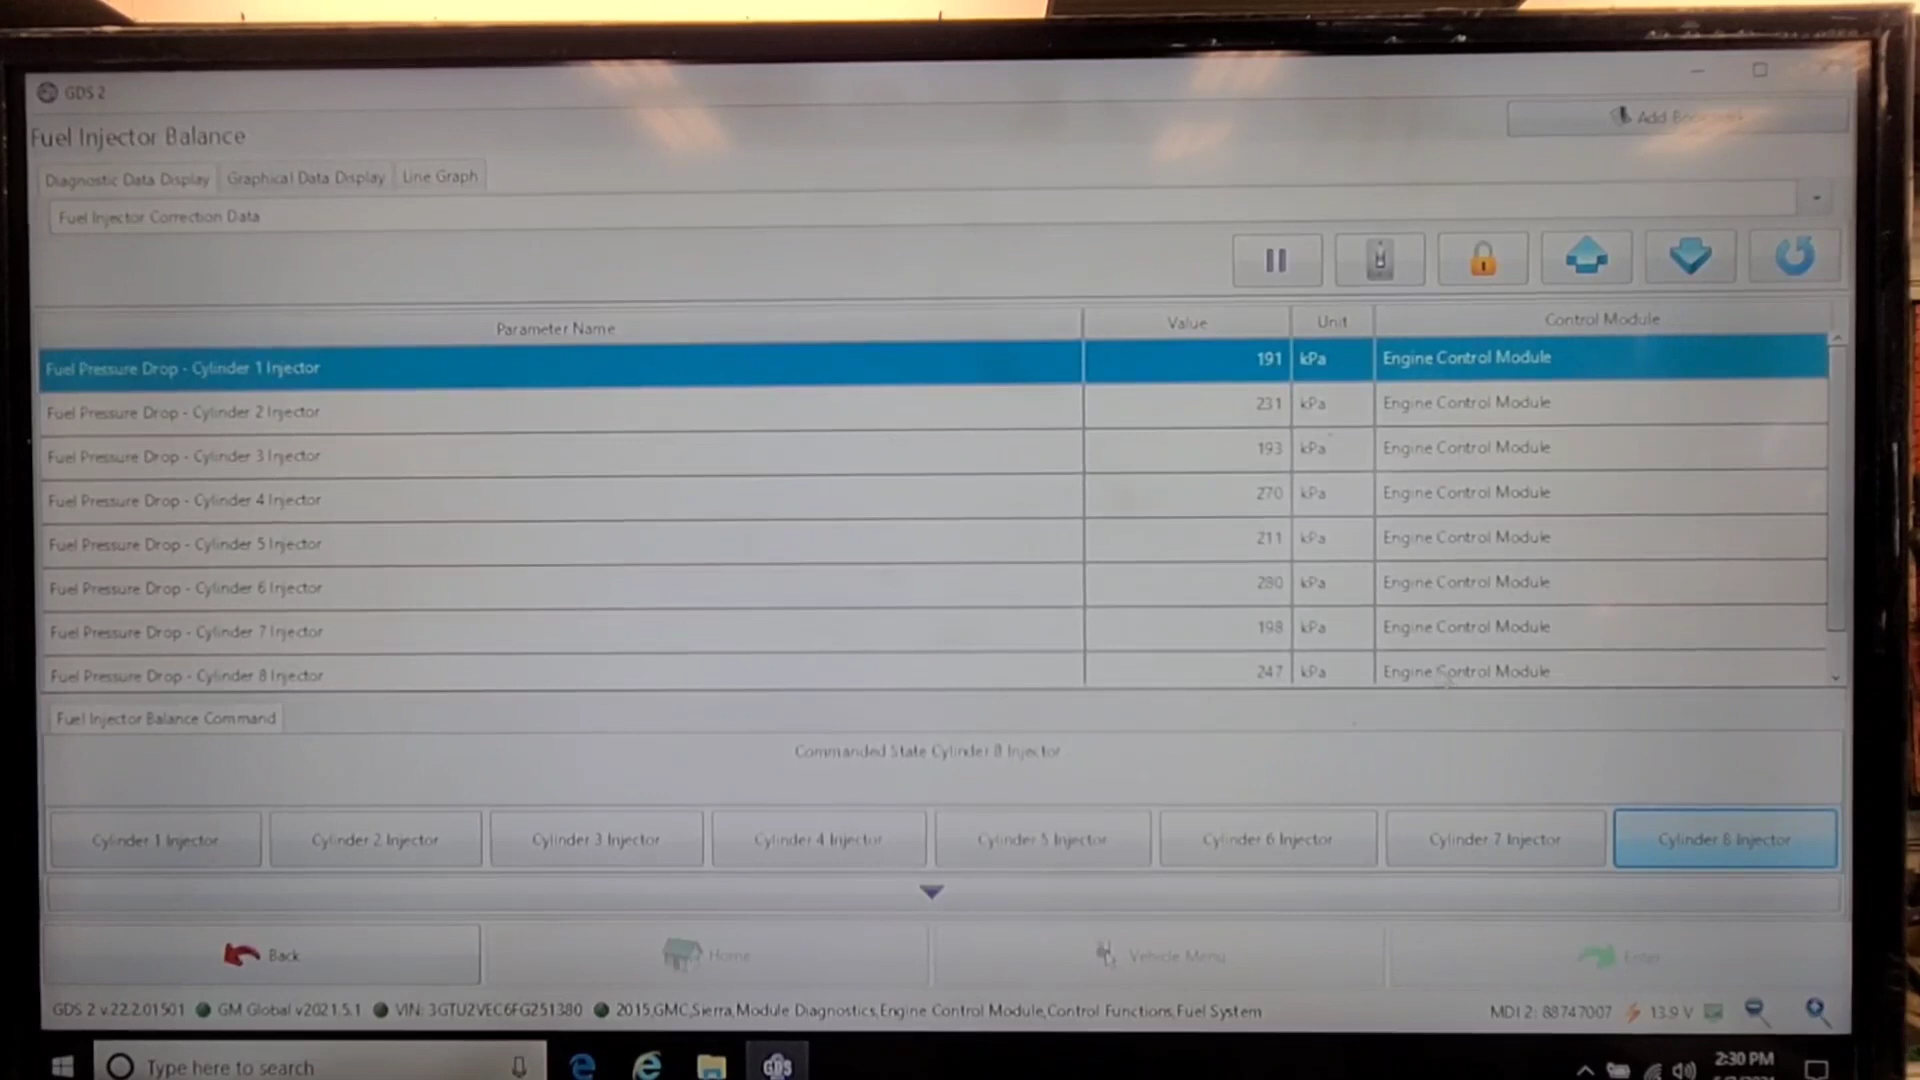 GDS 2
Fuel Injector Balance
Diagnostic Data Display Graphical Data Display Line Graph
Fuel Injector Correction Data
Parameter Name Value Unit Control Module
Fuel Pressure Drop - Cylinder 1 Injector 191 kPa Engine Control Module
Fuel Pressure Drop - Cylinder 2 Injector 231 kPa Engine Control Module
Fuel Pressure Drop - Cylinder 3 Injector 193 kPa Engine Control Module
Fuel Pressure Drop - Cylinder 4 Injector 270 kPa Engine Control Module
Fuel Pressure Drop - Cylinder 5 Injector 211 kPa Engine Control Module
Fuel Pressure Drop - Cylinder 6 Injector kPa Engine Control Module
Fuel Pressure Drop - Cylinder 7 Injector 198 kPa Engine Control Module
Fuel Pressure Drop - Cylinder 8 Injector 247 kPa Engine Control Module
Fuel Injector Balance Command
Commanded State Cylinder 8 Injector
Cylinder 1 Injector Cylinder 2 Injector Cylinder 3 Injector Cylinder 4 Injector Cylinder 5 Injector Cylinder 6 Injector Cylinder 7 Injector Cylinder 8 Injector
Back Home Vehicle Menu Enter
GDS 2 v.22.2.01501 GM Global v2021.5.1 VIN: 3GTU2VEC6FG251380 2015,GMC,Sierra,Module Diagnostics,Engine Control Module,Control Functions,Fuel System MDI 2: 88747007 13.9 V
Type here to search GDS 2:30 PM